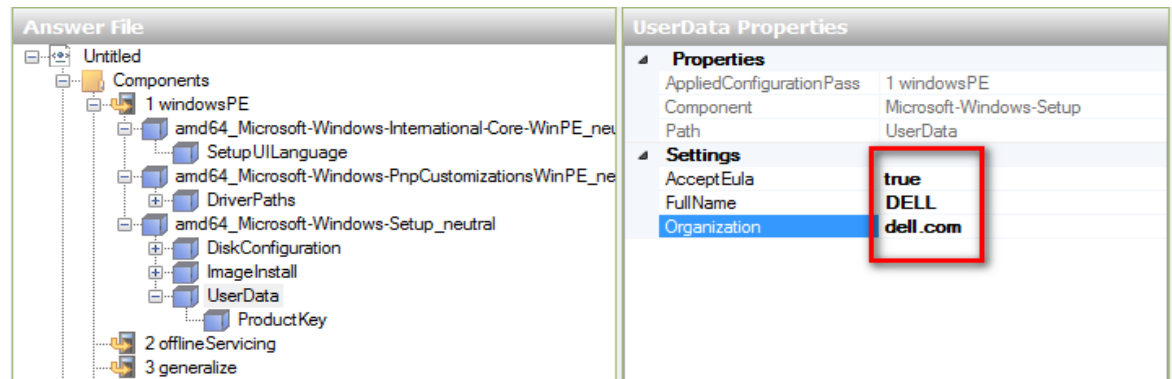 Answer File
Untitled
Components
1 windowsPE
amd64_Microsoft-Windows-International-Core-WinPE_neu
SetupUILanguage
amd64_Microsoft-Windows-PnpCustomizationsWinPE_ne
DriverPaths
amd64_Microsoft-Windows-Setup_neutral
DiskConfiguration
ImageInstall
UserData
ProductKey
2 offlineServicing
3 generalize
UserData Properties
Properties
AppliedConfigurationPass 1 windowsPE
Component Microsoft-Windows-Setup
Path UserData
Settings
AcceptEula true
FullName DELL
Organization dell.com